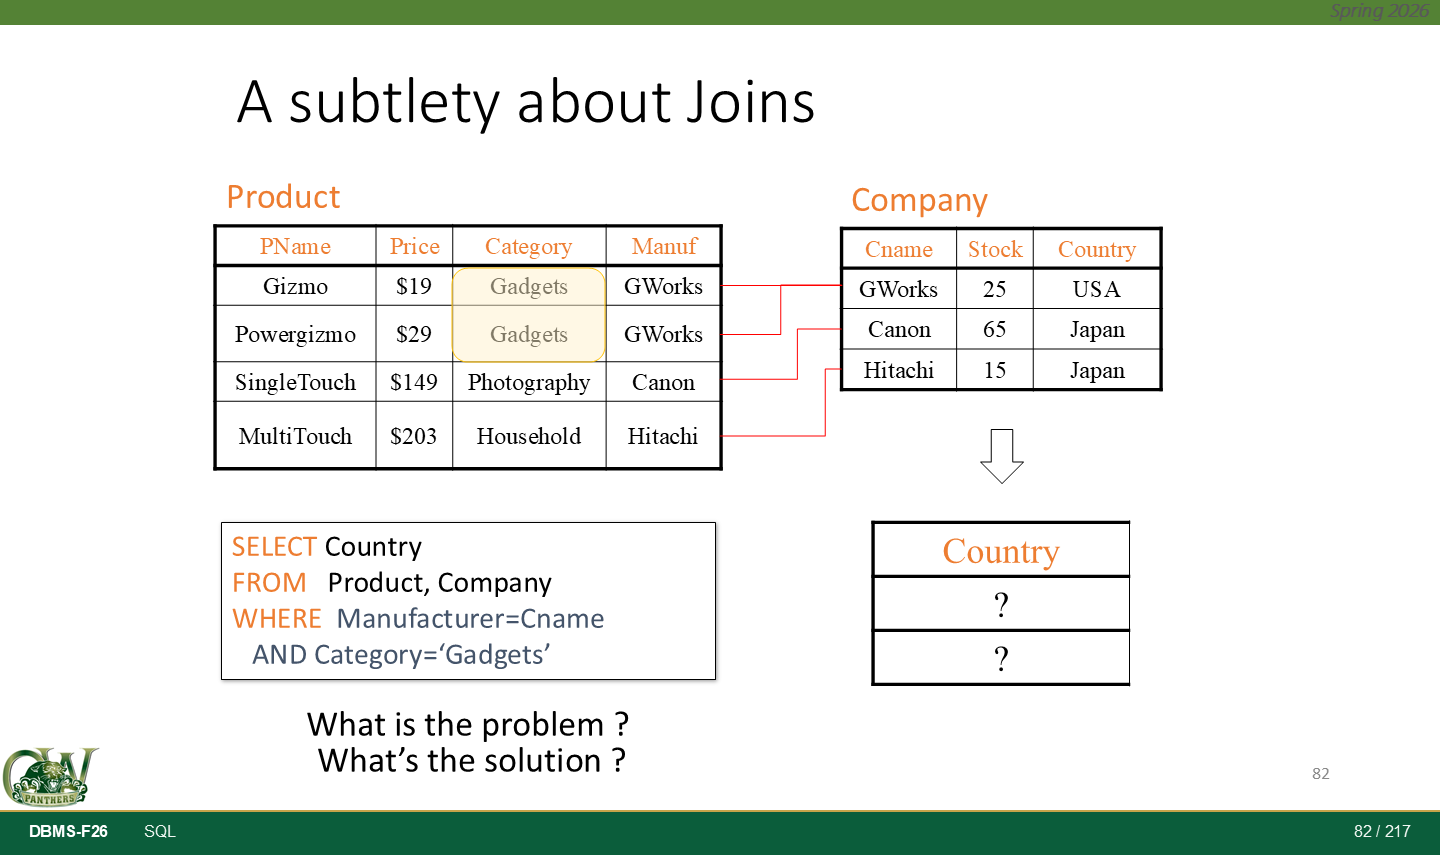 Spring 2026
A subtlety about Joins
Product
PName Price Category Manuf
Gizmo $19 Gadgets GWorks
Powergizmo $29 Gadgets GWorks
SingleTouch $149 Photography Canon
MultiTouch $203 Household Hitachi
Company
Cname Stock Country
GWorks 25 USA
Canon 65 Japan
Hitachi 15 Japan
SELECT Country
FROM Product, Company
WHERE Manufacturer=Cname
AND Category=‘Gadgets’
Country
?
?
What is the problem ?
What’s the solution ?
PANTHERS
82
DBMS-F26 SQL 82 / 217